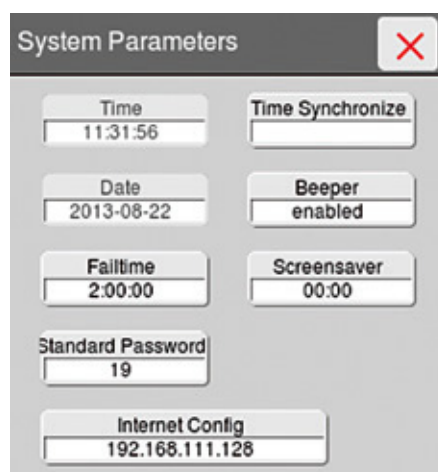 System Parameters
Time
11:31:56
Time Synchronize
Date
2013-08-22
Beeper
enabled
Failtime
2:00:00
Screensaver
00:00
Standard Password
19
Internet Config
192.168.111.128